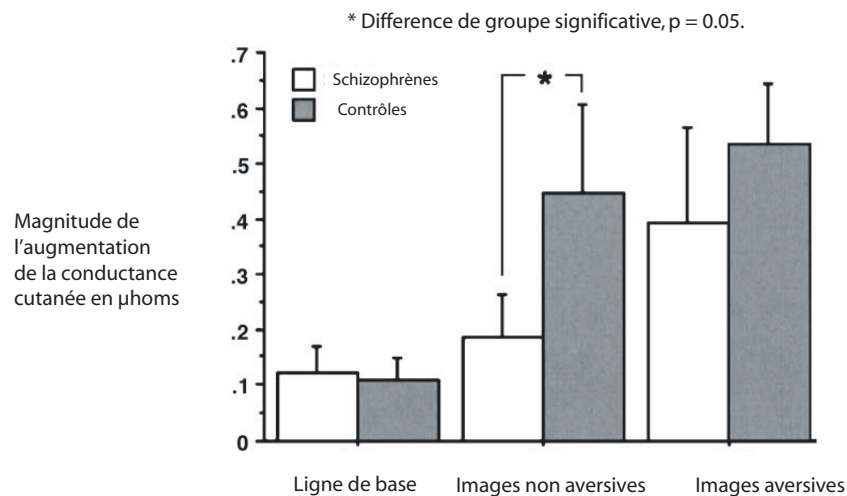 * Difference de groupe significative, p = 0.05.
.7
.6
.5
.4
.3
.2
.1
0
Schizophrènes
Contrôles
*
Magnitude de
l’augmentation
de la conductance
cutanée en µhoms
Ligne de base
Images non aversives
Images aversives